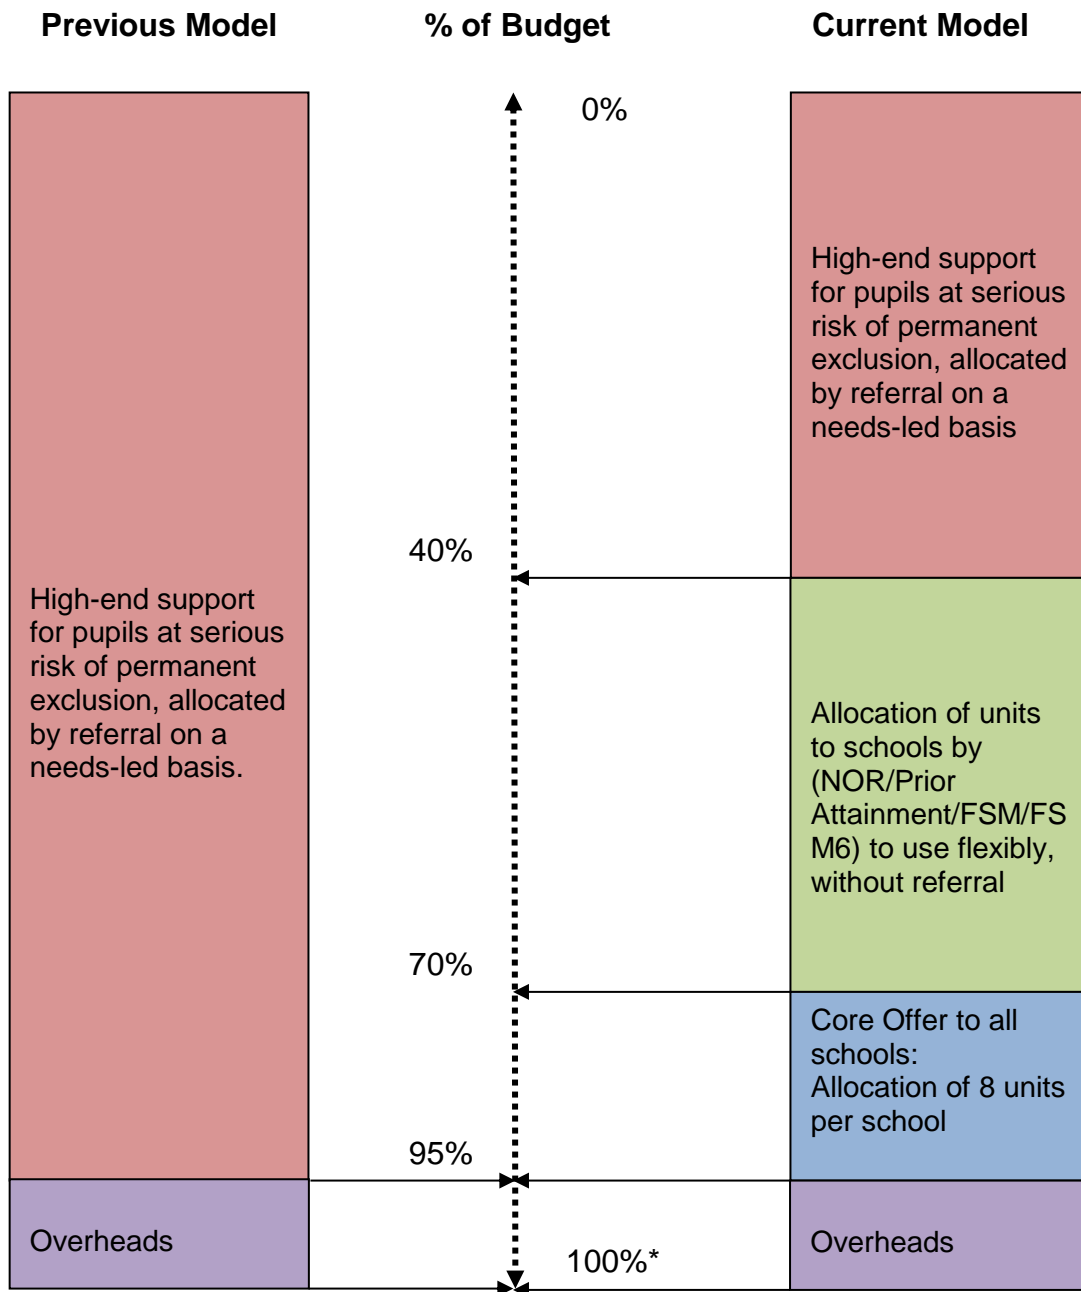 Previous Model
% of Budget
Current Model
0%
High-end support
for pupils at serious
risk of permanent
exclusion, allocated
by referral on a
needs-led basis
40%
High-end support
for pupils at serious
risk of permanent
exclusion, allocated
by referral on a
needs-led basis.
Allocation of units
to schools by
(NOR/Prior
Attainment/FSM/FS
M6) to use flexibly,
without referral
70%
Core Offer to all
schools:
Allocation of 8 units
per school
95%
Overheads
100%*
Overheads